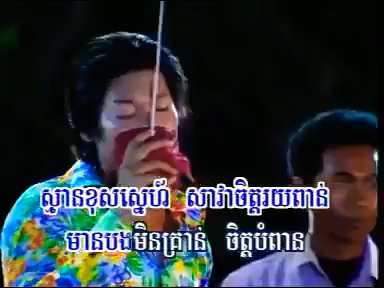 ស្មានខុសស្នេហ៍ សាវាចិត្តរយពាន់
មានបងមិនគ្រាន់ ចិត្តបំពាន